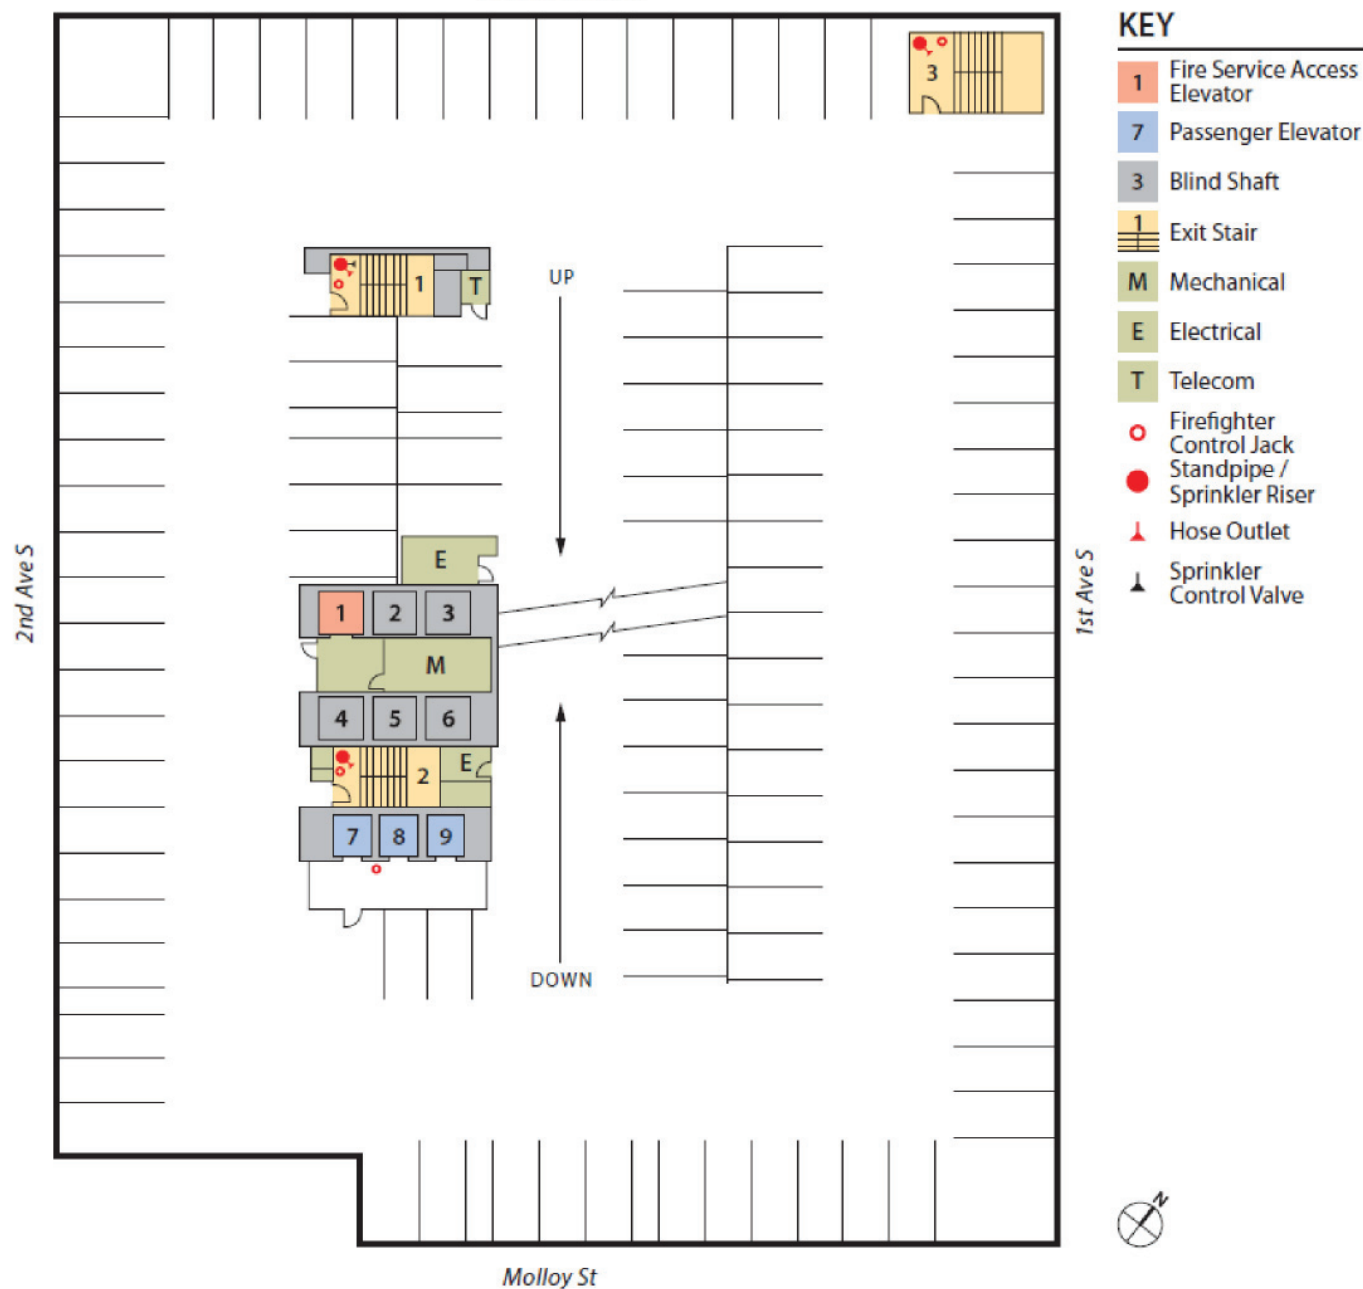 KEY
1 Fire Service Access
Elevator
7 Passenger Elevator
3 Blind Shaft
1 Exit Stair
M Mechanical
E Electrical
T Telecom
Firefighter
Control Jack
Standpipe /
Sprinkler Riser
Hose Outlet
Sprinkler
Control Valve
3
1
T
UP
E
1 2 3
M
4 5 6
2 E
7 8 9
DOWN
2nd Ave S
1st Ave S
Molloy St
N